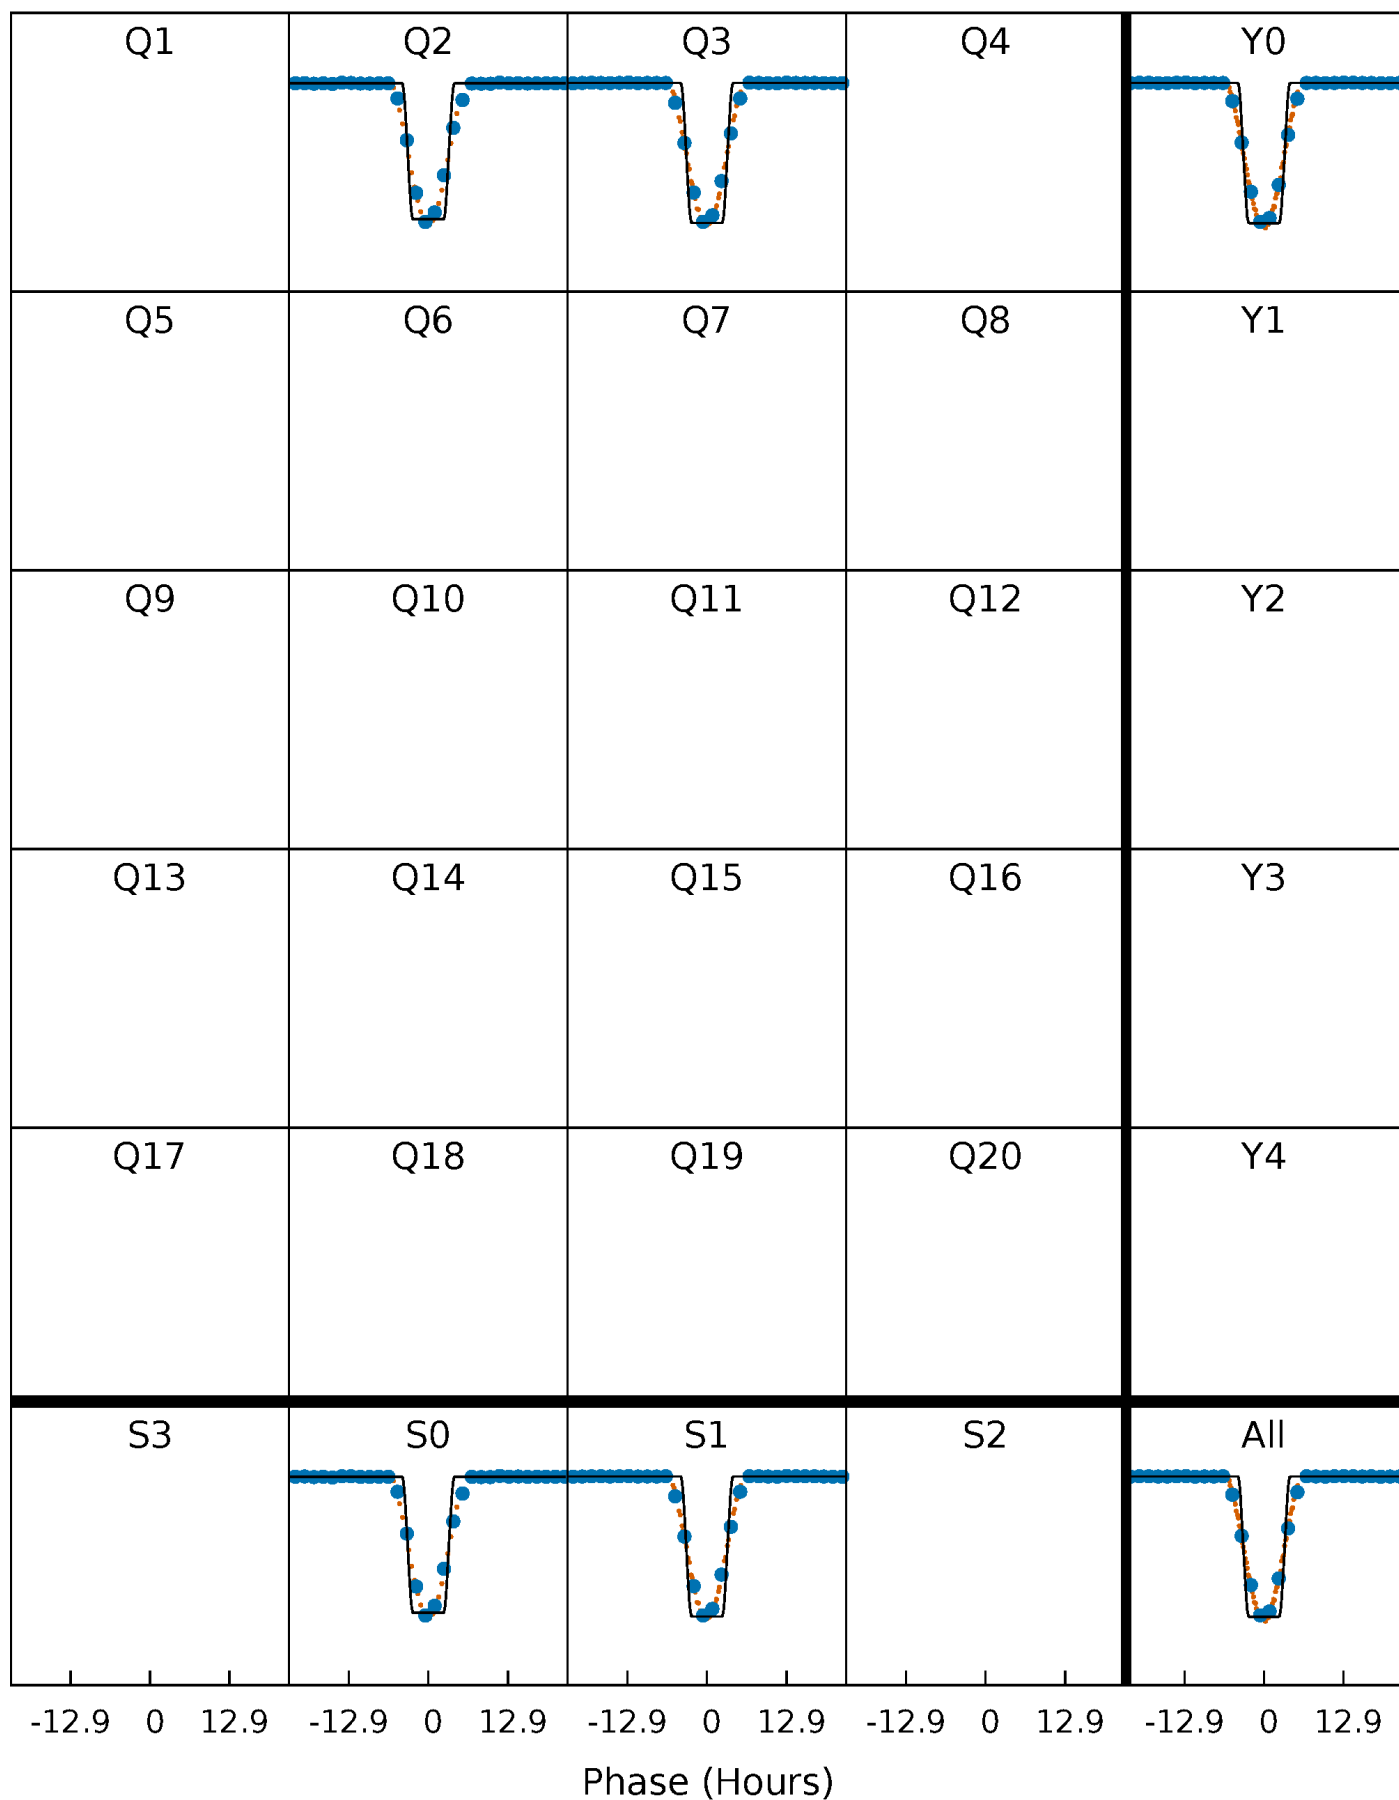 Q1 Q2 Q3 Q4 Y0
Q5 Q6 Q7 Q8 Y1
Q9 Q10 Q11 Q12 Y2
Q13 Q14 Q15 Q16 Y3
Q17 Q18 Q19 Q20 Y4
S3 S0 S1 S2 All
-12.9 0 12.9 -12.9 0 12.9 -12.9 0 12.9 -12.9 0 12.9 -12.9 0 12.9
Phase (Hours)